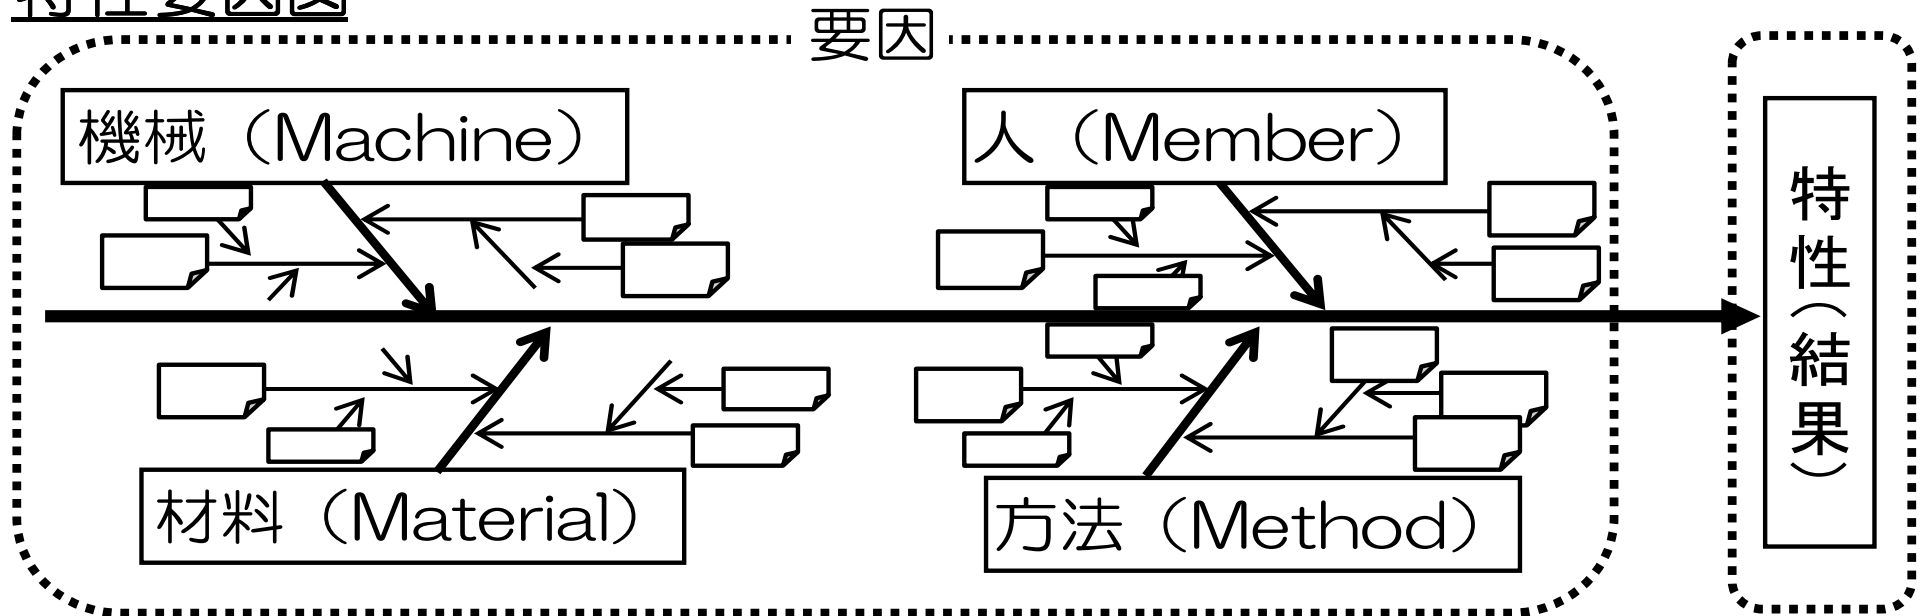 特性要因図
要因
機械（Machine）
人（Member）
材料（Material）
方法（Method）
特性（結果）